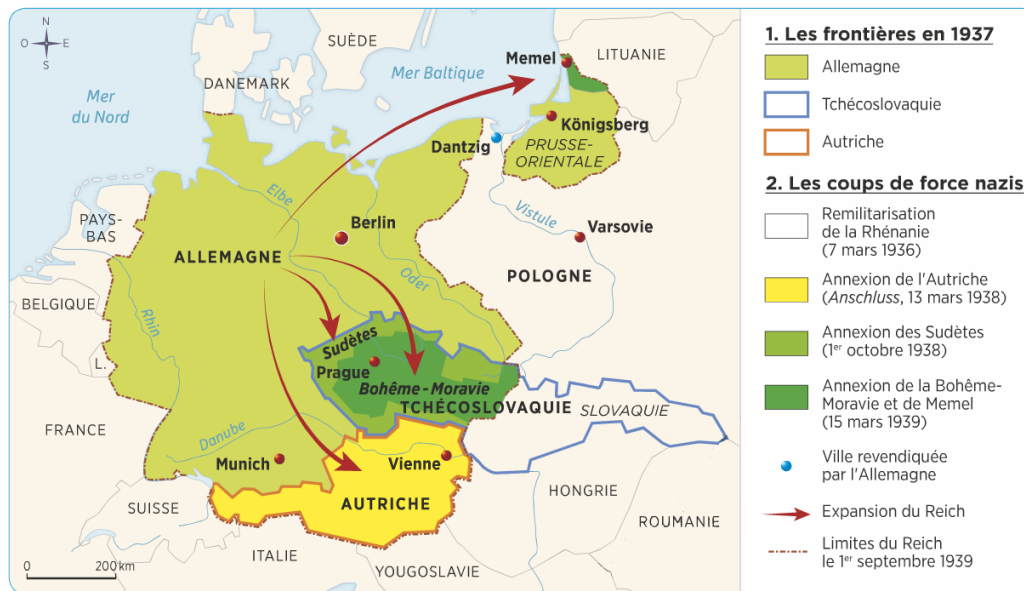 N
O
E
S
SUÈDE
LITUANIE
Memel
Mer Baltique
DANEMARK
Mer
du Nord
Königsberg
Dantzig
PRUSSE-
ORIENTALE
Elbe
Vistule
PAYS-
BAS
Berlin
Varsovie
ALLEMAGNE
Oder
POLOGNE
BELGIQUE
Rhin
Sudètes
L.
Prague
Bohême - Moravie
TCHÉCOSLOVAQUIE
SLOVAQUIE
FRANCE
Danube
Munich
Vienne
HONGRIE
AUTRICHE
SUISSE
ROUMANIE
ITALIE
YOUGOSLAVIE
0
200 km
1. Les frontières en 1937
Allemagne
Tchécoslovaquie
Autriche
2. Les coups de force nazis
Remilitarisation
de la Rhénanie
(7 mars 1936)
Annexion de l'Autriche
(Anschluss, 13 mars 1938)
Annexion des Sudètes
(1er octobre 1938)
Annexion de la Bohême-
Moravie et de Memel
(15 mars 1939)
Ville revendiquée
par l'Allemagne
Expansion du Reich
Limites du Reich
le 1er septembre 1939